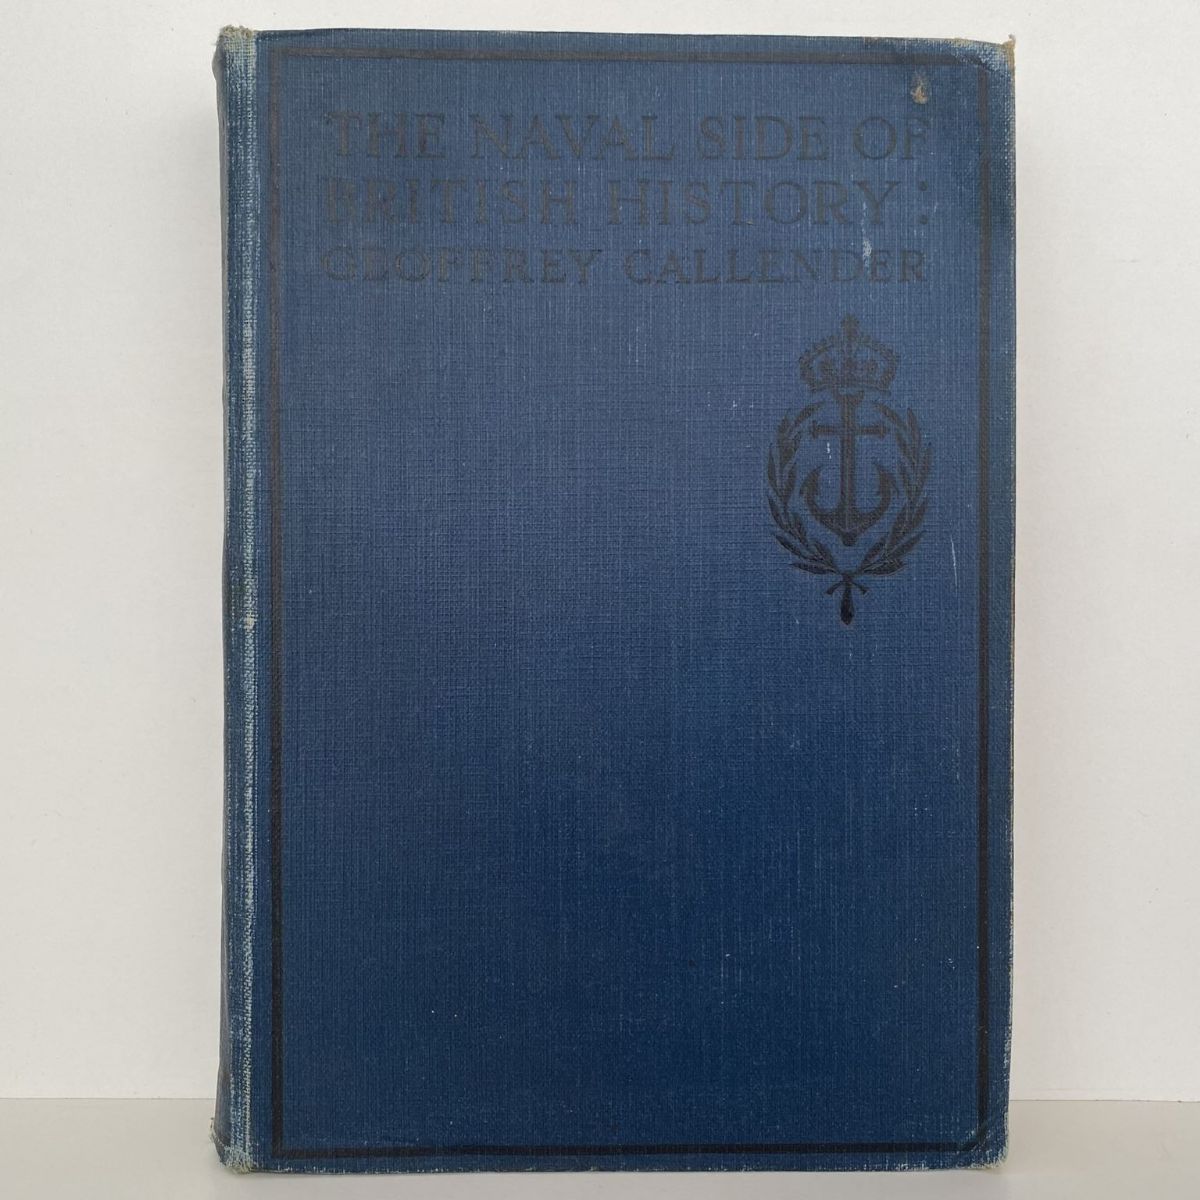 THE NAVAL SIDE OF
BRITISH HISTORY:
GEOFFREY CALLENDER